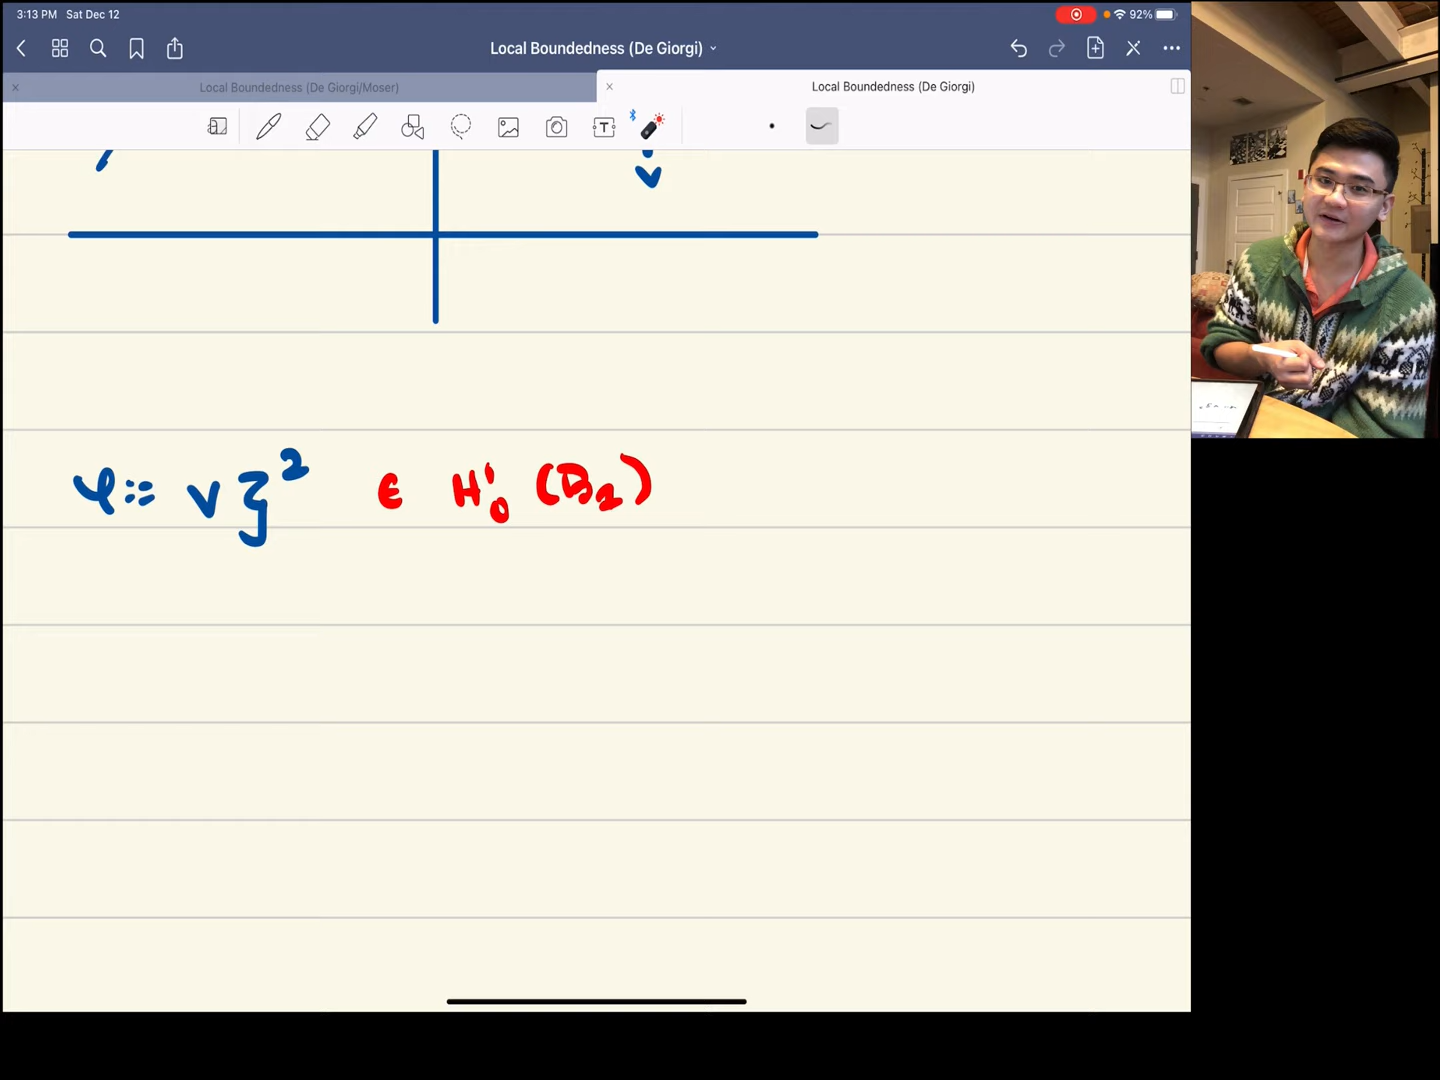 3:13 PM Sat Dec 12
92%
Local Boundedness (De Giorgi)
Local Boundedness (De Giorgi/Moser)
Local Boundedness (De Giorgi)
T
v
φ := v ξ² ∈ H¹₀ (B₂)